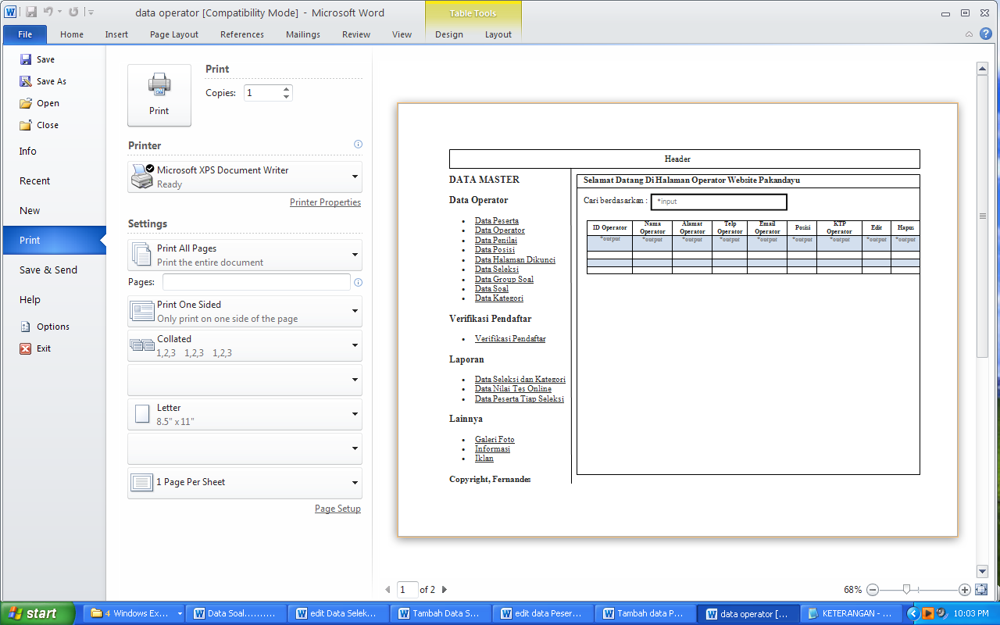 data operator [Compatibility Mode] - Microsoft Word
Table Tools
File Home Insert Page Layout References Mailings Review View Design Layout
Save
Save As
Open
Close
Info
Recent
New
Print
Save & Send
Help
Options
Exit
Print
Print
Copies: 1
Printer
Microsoft XPS Document Writer
Ready
Printer Properties
Settings
Print All Pages
Print the entire document
Pages:
Print One Sided
Only print on one side of the page
Collated
1,2,3 1,2,3 1,2,3
Letter
8.5" x 11"
1 Page Per Sheet
Page Setup
Header
DATA MASTER
Data Operator
• Data Peserta
• Data Operator
• Data Penilai
• Data Posisi
• Data Halaman Dikunci
• Data Seleksi
• Data Group Soal
• Data Soal
• Data Kategori
Verifikasi Pendaftar
• Verifikasi Pendaftar
Laporan
• Data Seleksi dan Kategori
• Data Nilai Tes Online
• Data Peserta Tiap Seleksi
Lainnya
• Galeri Foto
• Informasi
• Iklan
Copyright, Fernandes
Selamat Datang Di Halaman Operator Website Pakandayu
Cari berdasarkan : *input
ID Operator Nama Operator Alamat Operator Telp Operator Email Operator Posisi KTP Operator Edit Hapus
*output *output *output *output *output *output *output *output *output
1 of 2
68%
start 4 Windows Ex... Data Soal.......... edit Data Selek... Tambah Data S... edit data Peser... Tambah data P... data operator [... KETERANGAN - ... 10:03 PM